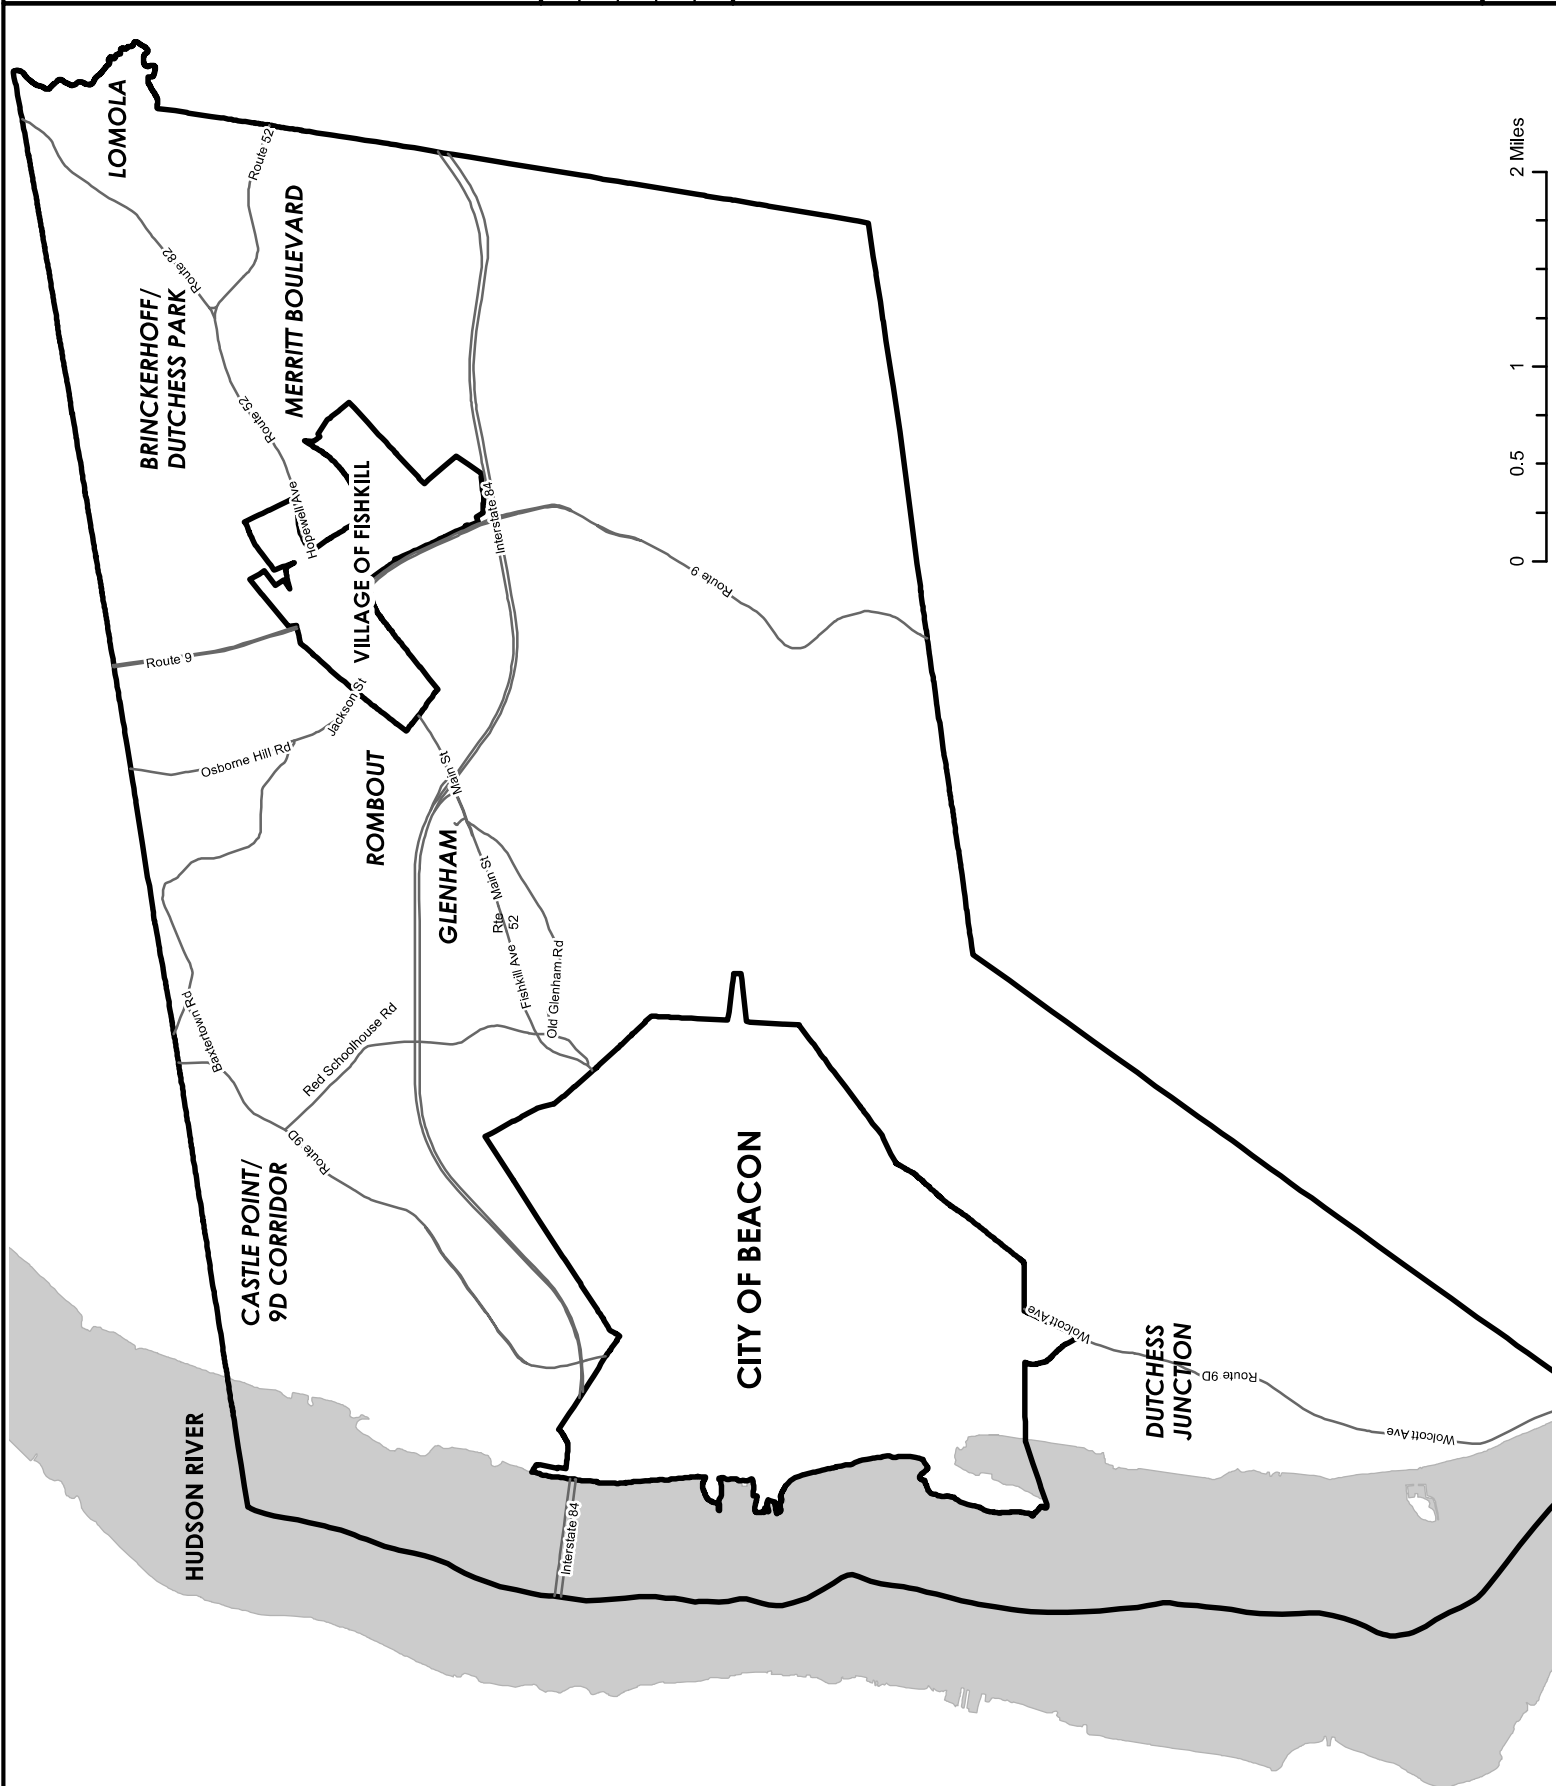 LOMOLA
Route 52
Route 82
BRINCKERHOFF/
DUTCHESS PARK
MERRITT BOULEVARD
Route 52
Hopewell Ave
VILLAGE OF FISHKILL
Interstate 84
Route 9
Route 9
Jackson St
Osborne Hill Rd
ROMBOUT
Main St
GLENHAM
Main St
Rte
52
Fishkill Ave
Old Glenham Rd
Baxtertown Rd
Red Schoolhouse Rd
Route 9D
CASTLE POINT/
9D CORRIDOR
CITY OF BEACON
HUDSON RIVER
Interstate 84
Wolcott Ave
DUTCHESS
JUNCTION
Route 9D
Wolcott Ave
0 0.5 1 2 Miles